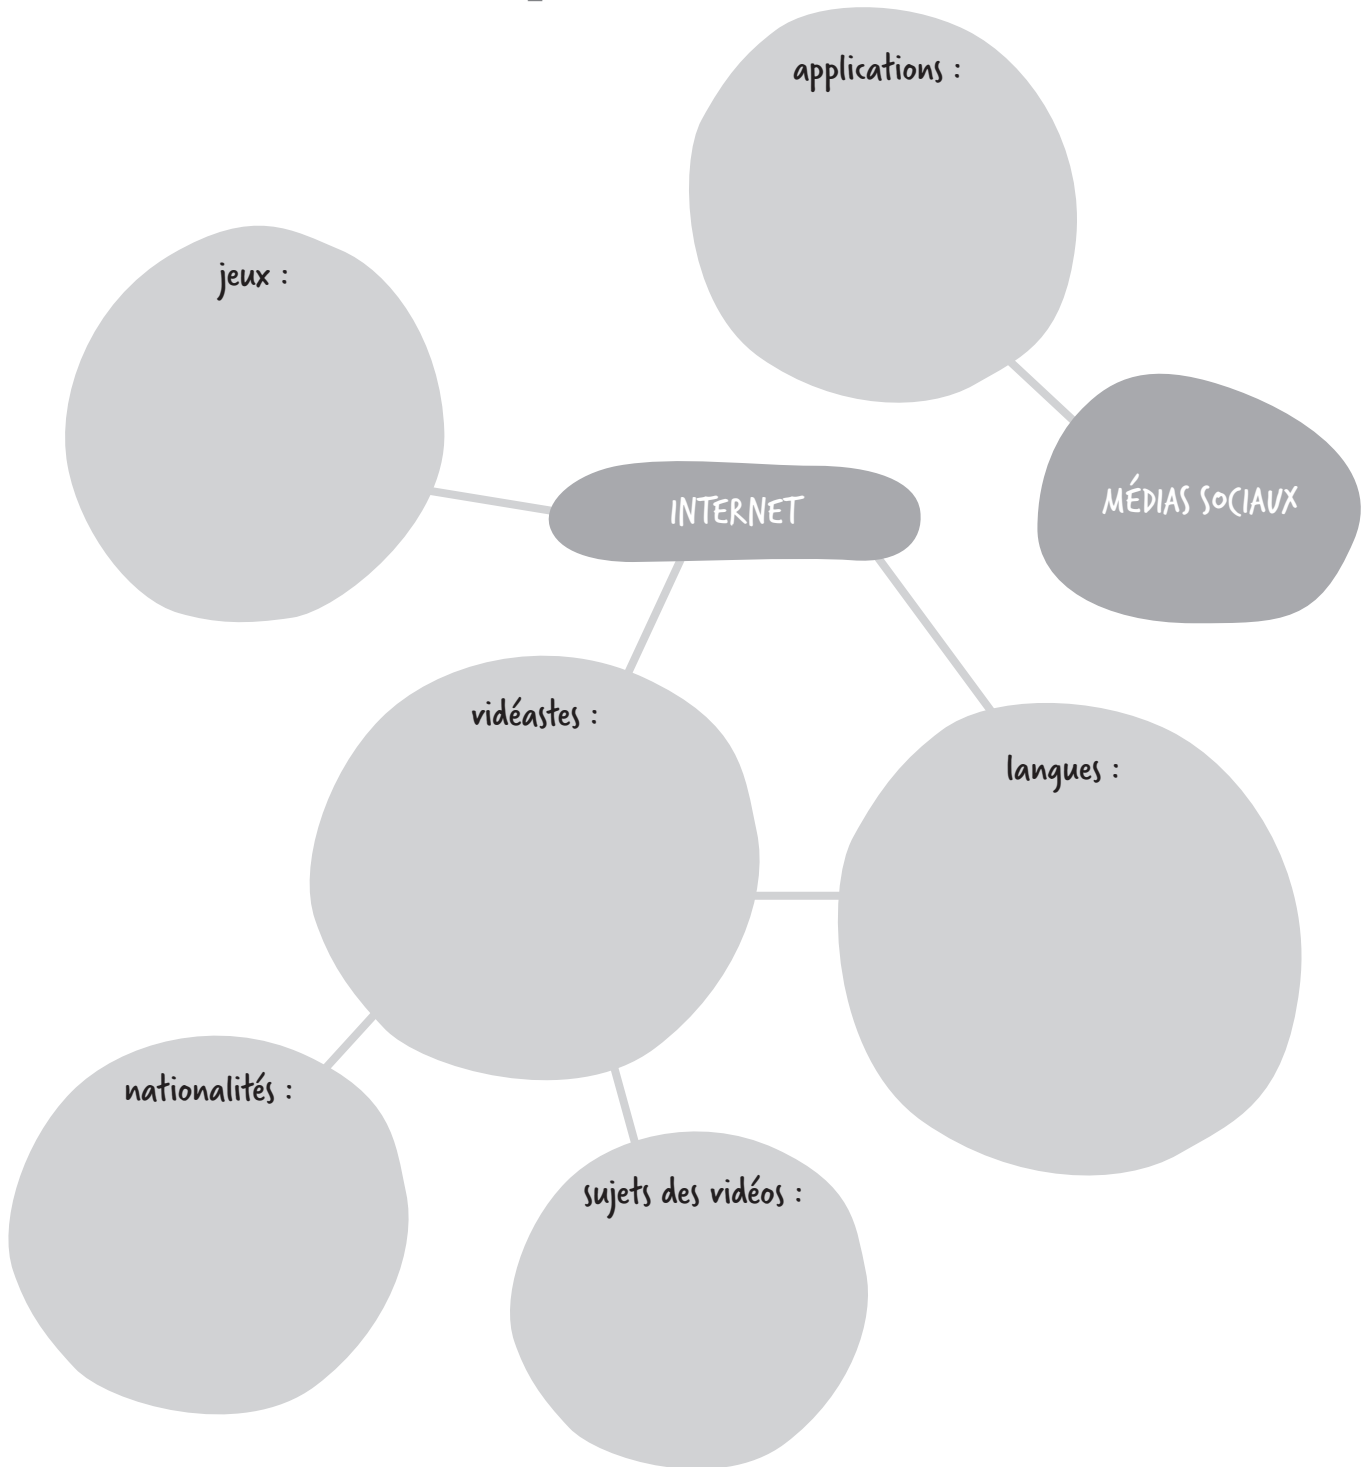 applications :
jeux :
INTERNET
MÉDIAS SOCIAUX
vidéastes :
langues :
nationalités :
sujets des vidéos :